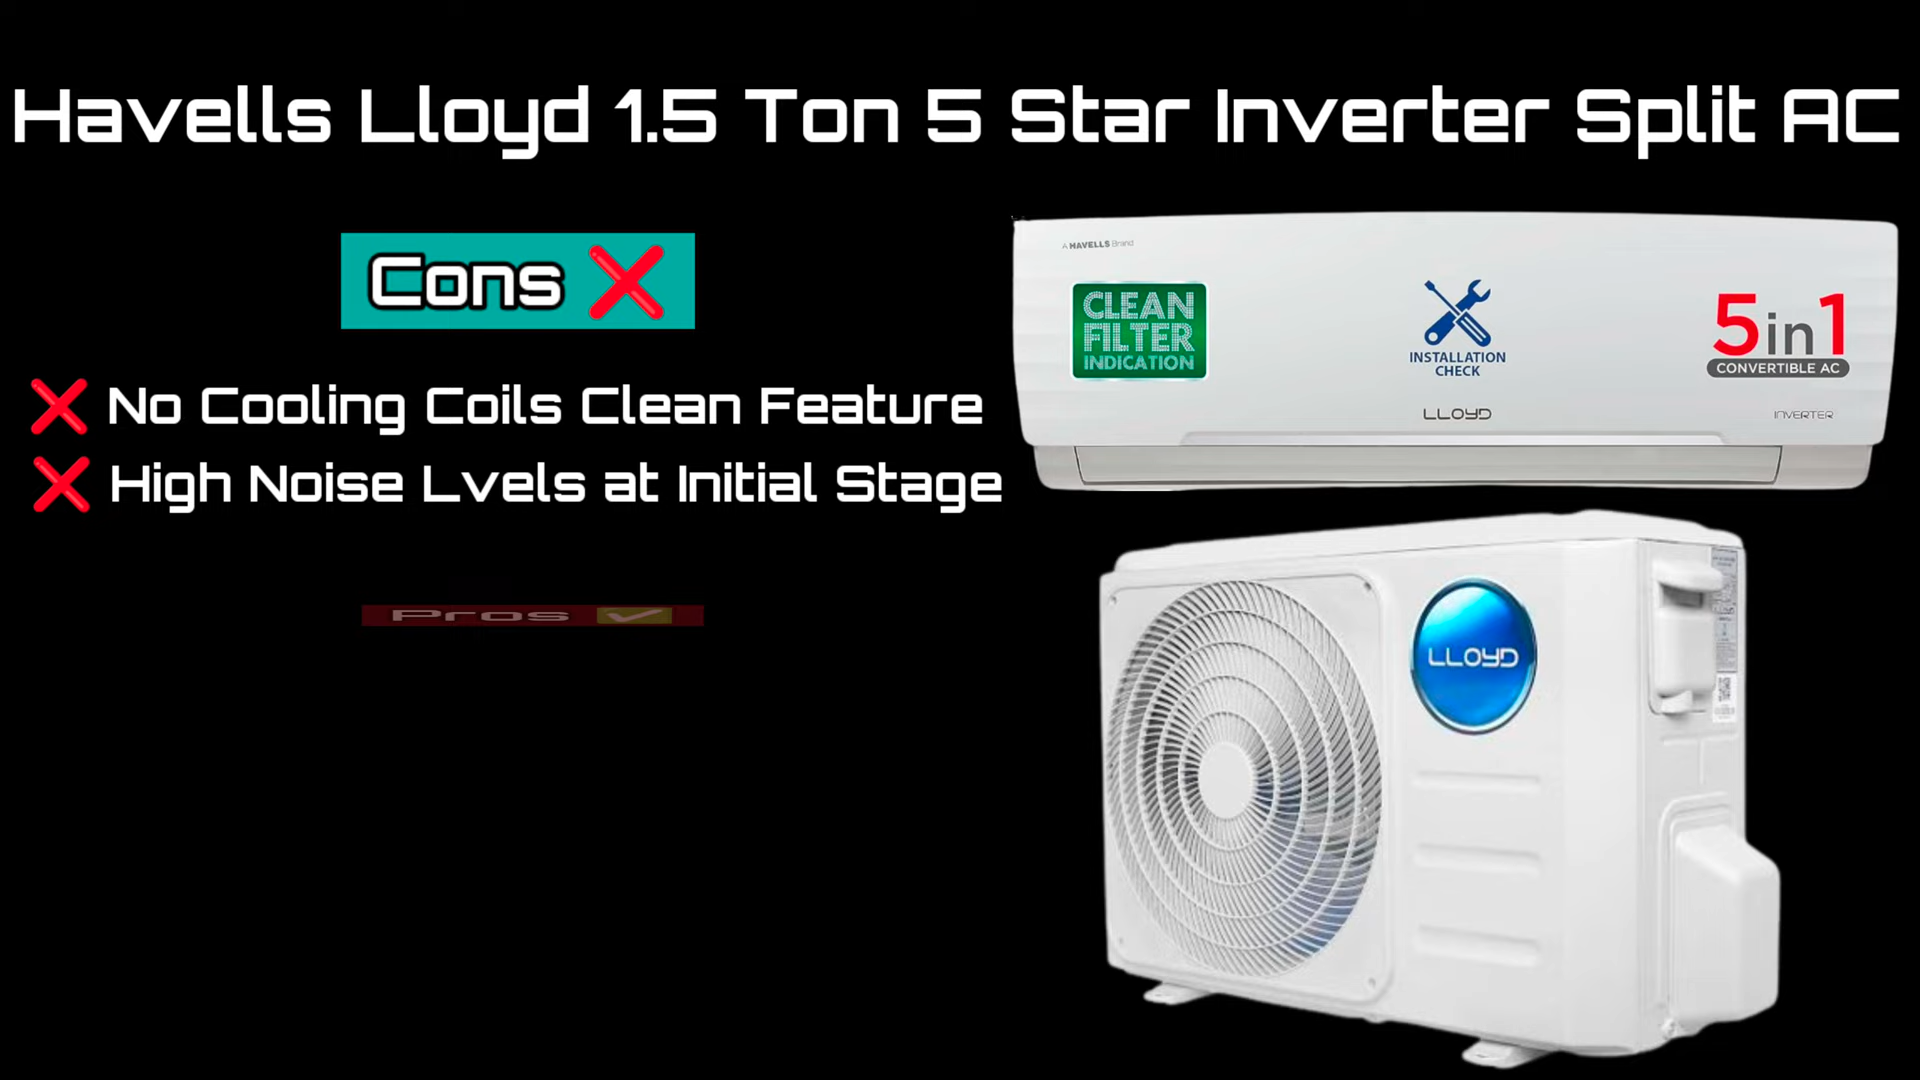 Havells Lloyd 1.5 Ton 5 Star Inverter Split AC
Cons ❌
❌ No Cooling Coils Clean Feature
❌ High Noise Lvels at Initial Stage
Pros ✅
A HAVELLS Brand
CLEAN
FILTER
INDICATION
INSTALLATION
CHECK
LLOYD
5in1
CONVERTIBLE AC
INVERTER
LLOYD